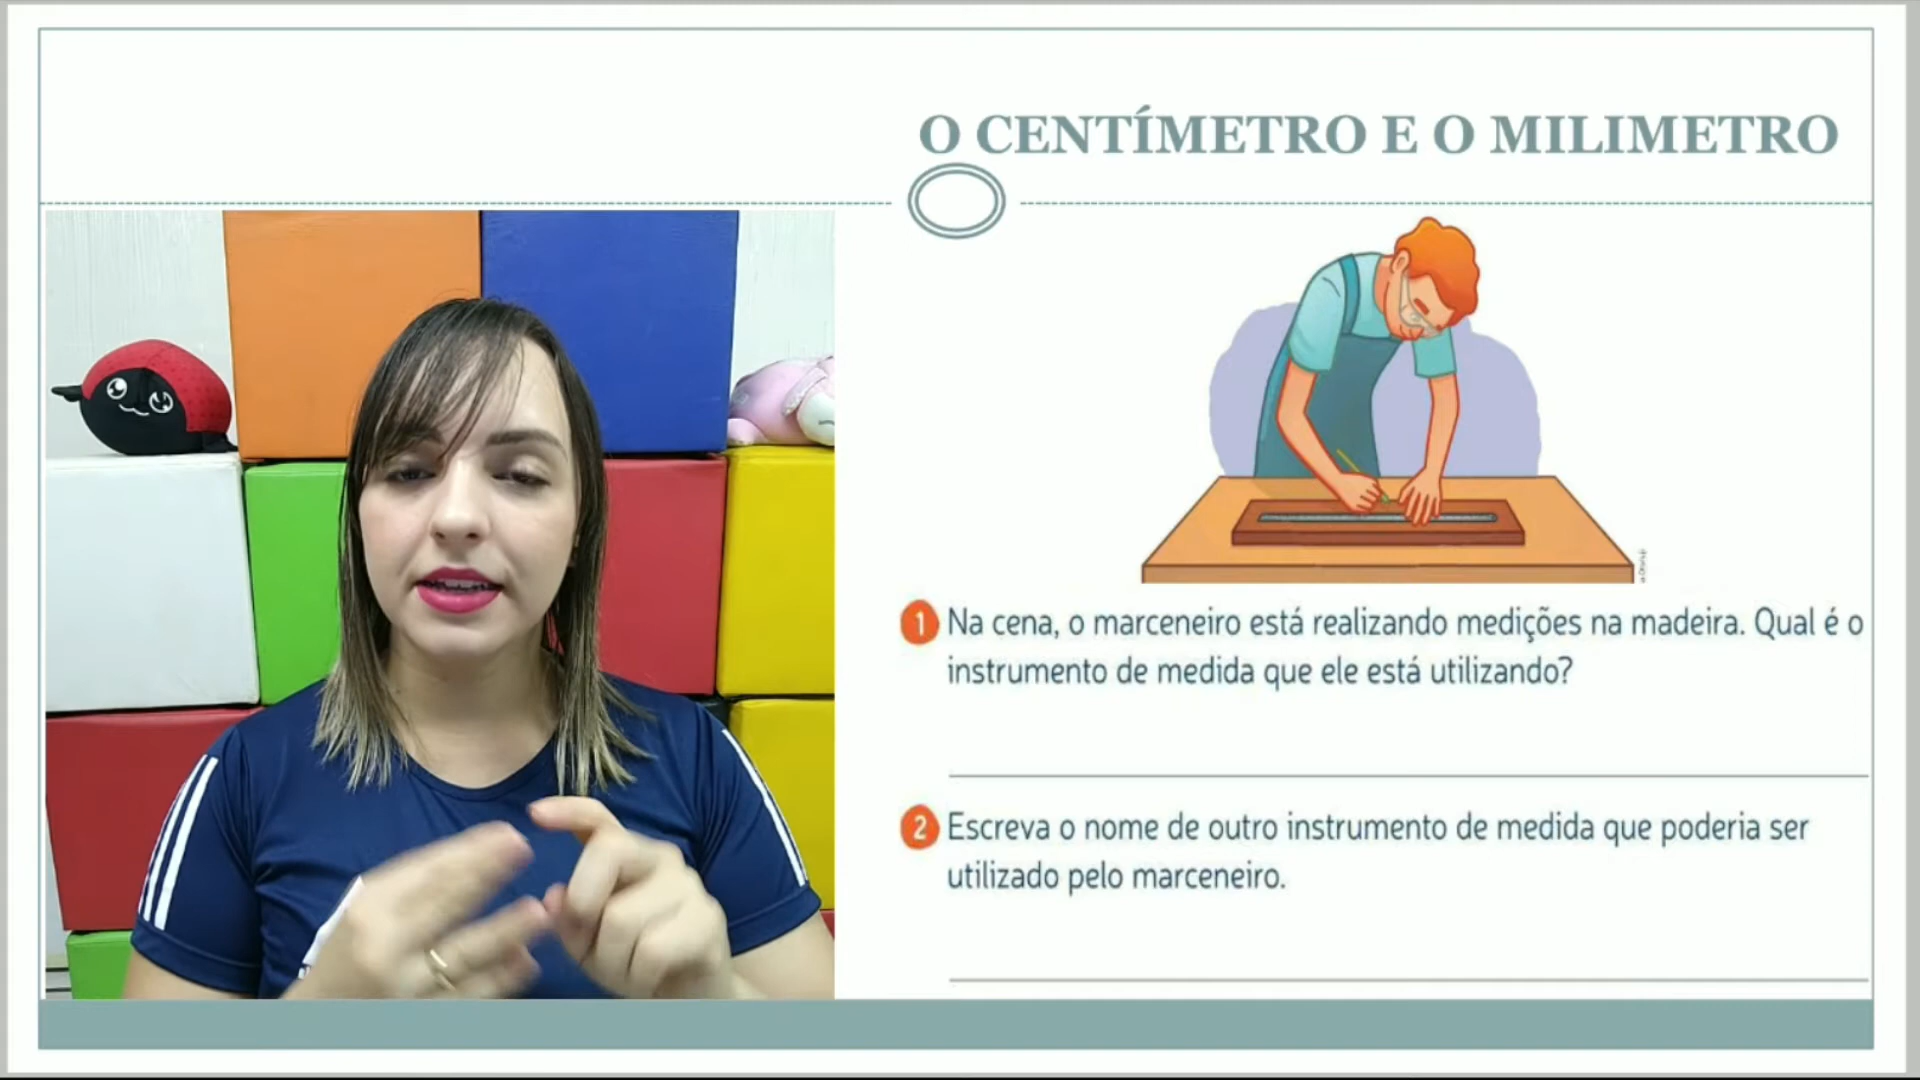 O CENTÍMETRO E O MILIMETRO
1 Na cena, o marceneiro está realizando medições na madeira. Qual é o
instrumento de medida que ele está utilizando?
2 Escreva o nome de outro instrumento de medida que poderia ser
utilizado pelo marceneiro.